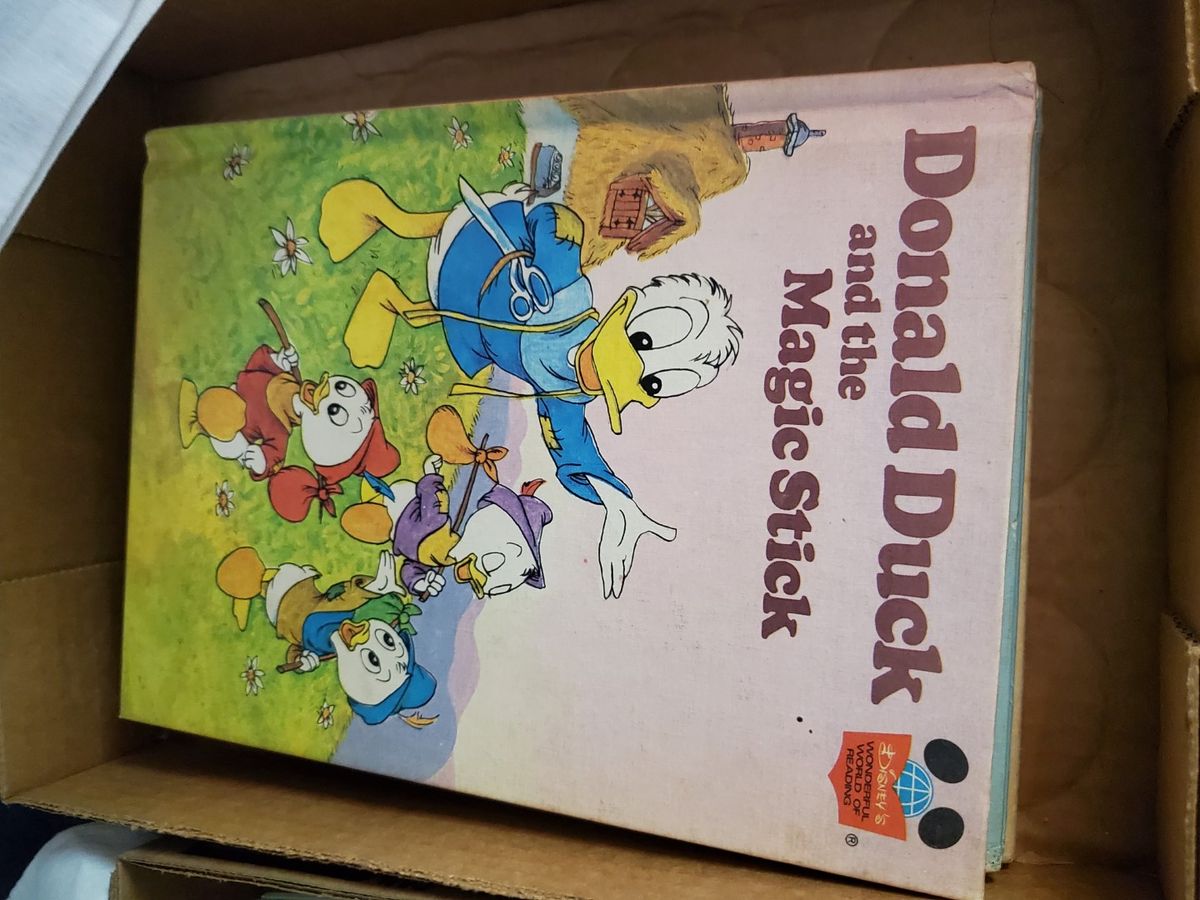 Donald Duck
and the
Magic Stick
DISNEY'S
WONDERFUL
WORLD OF
READING
®